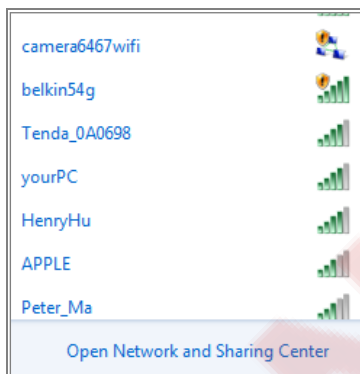 camera6467wifi
belkin54g
Tenda_0A0698
yourPC
HenryHu
APPLE
Peter_Ma
Open Network and Sharing Center